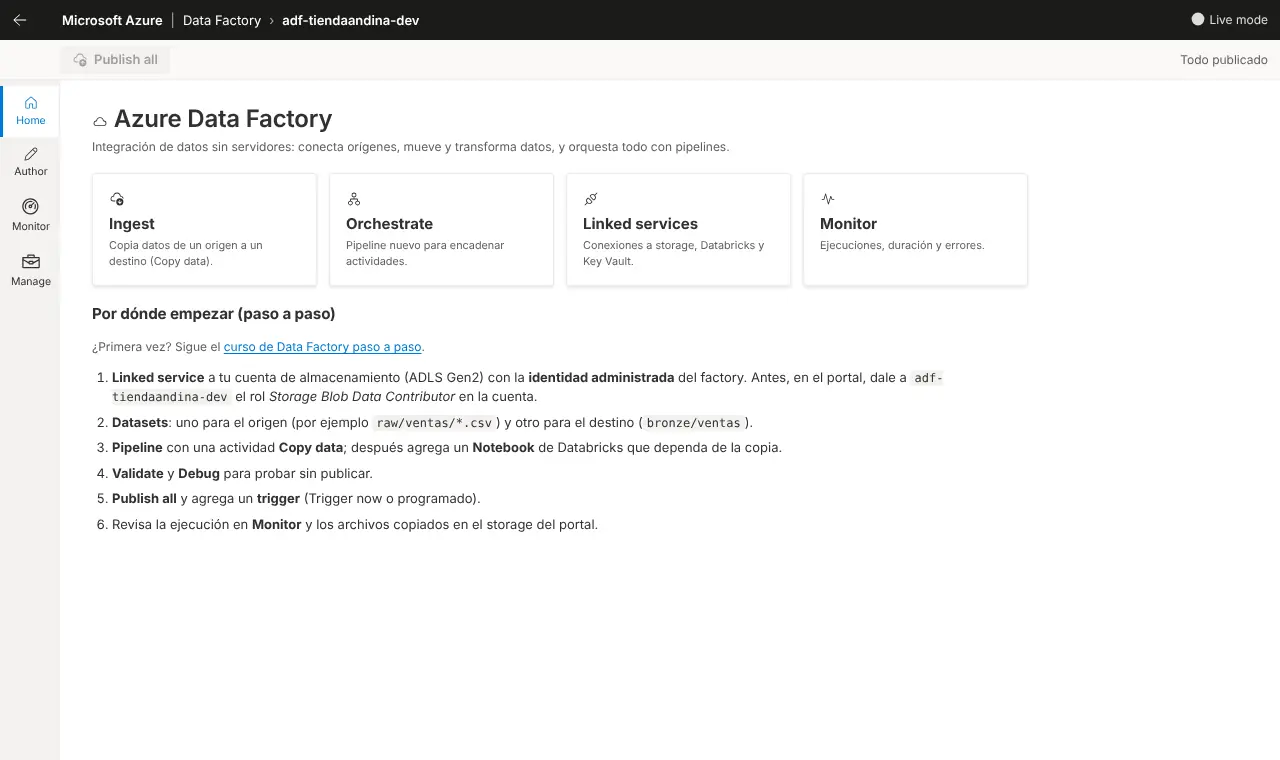 Microsoft Azure | Data Factory › adf-tiendaandina-dev
Live mode
Publish all
Todo publicado
Home
Author
Monitor
Manage
Azure Data Factory
Integración de datos sin servidores: conecta orígenes, mueve y transforma datos, y orquesta todo con pipelines.
Ingest
Copia datos de un origen a un
destino (Copy data).
Orchestrate
Pipeline nuevo para encadenar
actividades.
Linked services
Conexiones a storage, Databricks y
Key Vault.
Monitor
Ejecuciones, duración y errores.
Por dónde empezar (paso a paso)
¿Primera vez? Sigue el curso de Data Factory paso a paso.
1. Linked service a tu cuenta de almacenamiento (ADLS Gen2) con la identidad administrada del factory. Antes, en el portal, dale a adf-
tiendaandina-dev el rol Storage Blob Data Contributor en la cuenta.
2. Datasets: uno para el origen (por ejemplo raw/ventas/*.csv ) y otro para el destino ( bronze/ventas ).
3. Pipeline con una actividad Copy data; después agrega un Notebook de Databricks que dependa de la copia.
4. Validate y Debug para probar sin publicar.
5. Publish all y agrega un trigger (Trigger now o programado).
6. Revisa la ejecución en Monitor y los archivos copiados en el storage del portal.